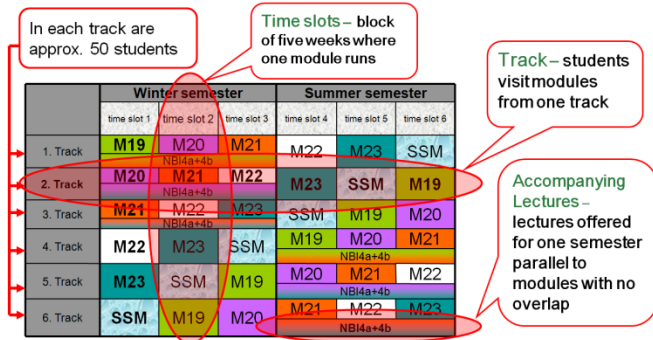 In each track are
approx. 50 students
Time slots – block
of five weeks where
one module runs
Track – students
visit modules
from one track
Accompanying
Lectures –
lectures offered
for one semester
parallel to
modules with no
overlap
Winter semester Summer semester
time slot 1 time slot 2 time slot 3 time slot 4 time slot 5 time slot 6
1. Track M19 M20 M21 M22 M23 SSM
NBI4a+4b
2. Track M20 M21 M22 M23 SSM M19
NBI4a+4b
3. Track M21 M22 M23 SSM M19 M20
NBI4a+4b
4. Track M22 M23 SSM M19 M20 M21
NBI4a+4b
5. Track M23 SSM M19 M20 M21 M22
NBI4a+4b
6. Track SSM M19 M20 M21 M22 M23
NBI4a+4b